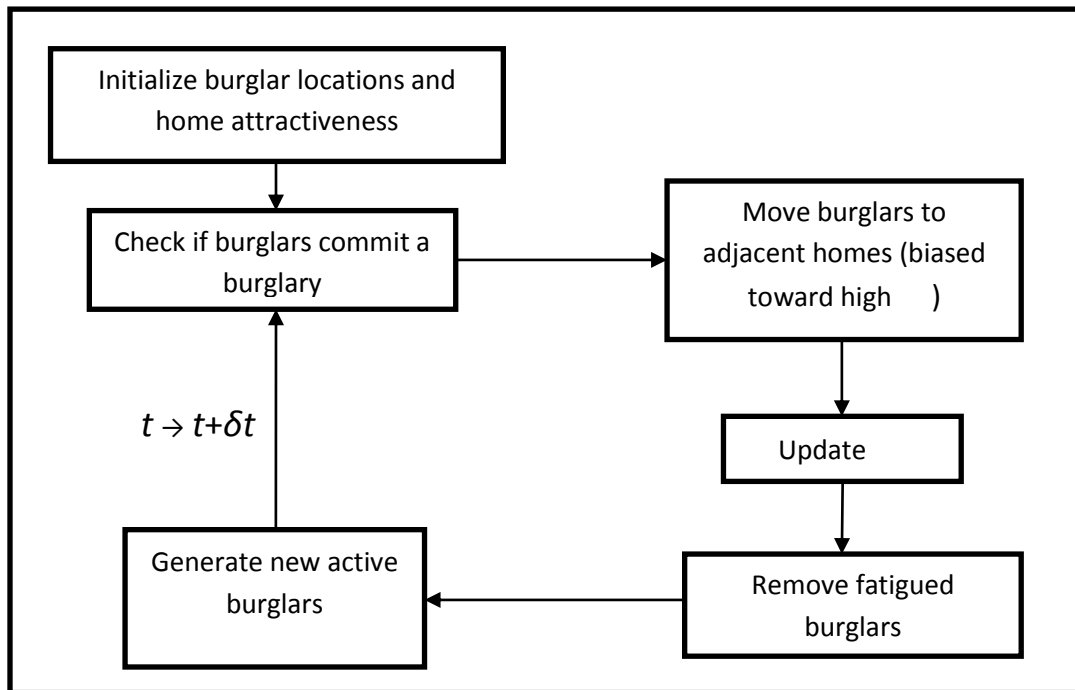 Initialize burglar locations and
home attractiveness
Check if burglars commit a
burglary
Move burglars to
adjacent homes (biased
toward high )
Update
Remove fatigued
burglars
Generate new active
burglars
t → t+δt